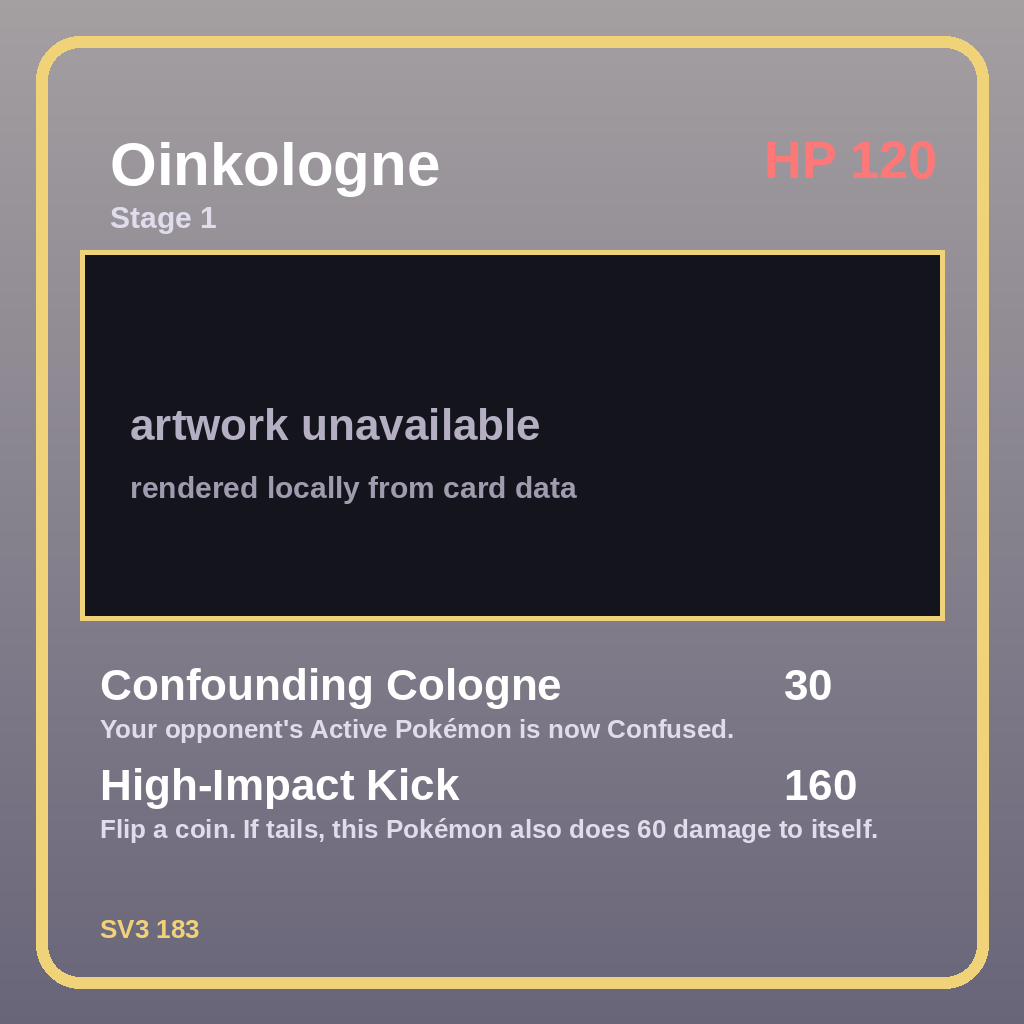 Oinkologne
HP 120
Stage 1
artwork unavailable
rendered locally from card data
Confounding Cologne 30
Your opponent's Active Pokémon is now Confused.
High-Impact Kick 160
Flip a coin. If tails, this Pokémon also does 60 damage to itself.
SV3 183